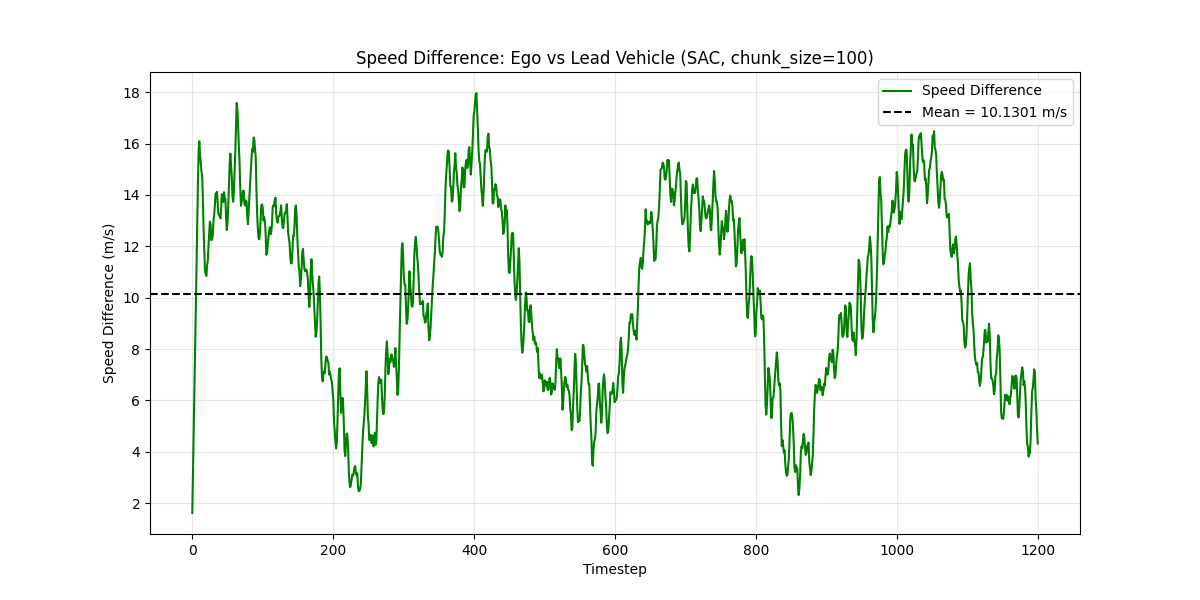 Speed Difference: Ego vs Lead Vehicle (SAC, chunk_size=100)
Speed Difference
Mean = 10.1301 m/s
Speed Difference (m/s)
18
16
14
12
10
8
6
4
2
0 200 400 600 800 1000 1200
Timestep